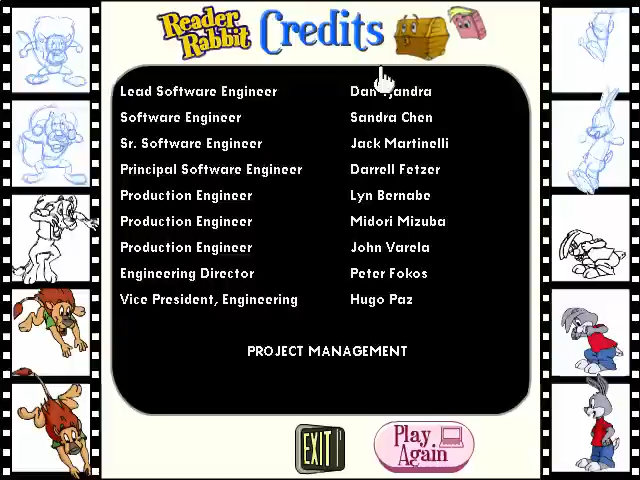 Reader Rabbit Credits
Lead Software Engineer Dan
Software Engineer Sandra Chen
Sr. Software Engineer Jack Martinelli
Principal Software Engineer Darrell Fetzer
Production Engineer Lyn Bernabe
Production Engineer Midori Mizuba
Production Engineer John Varela
Engineering Director Peter Fokos
Vice President, Engineering Hugo Paz
PROJECT MANAGEMENT
EXIT
Play Again